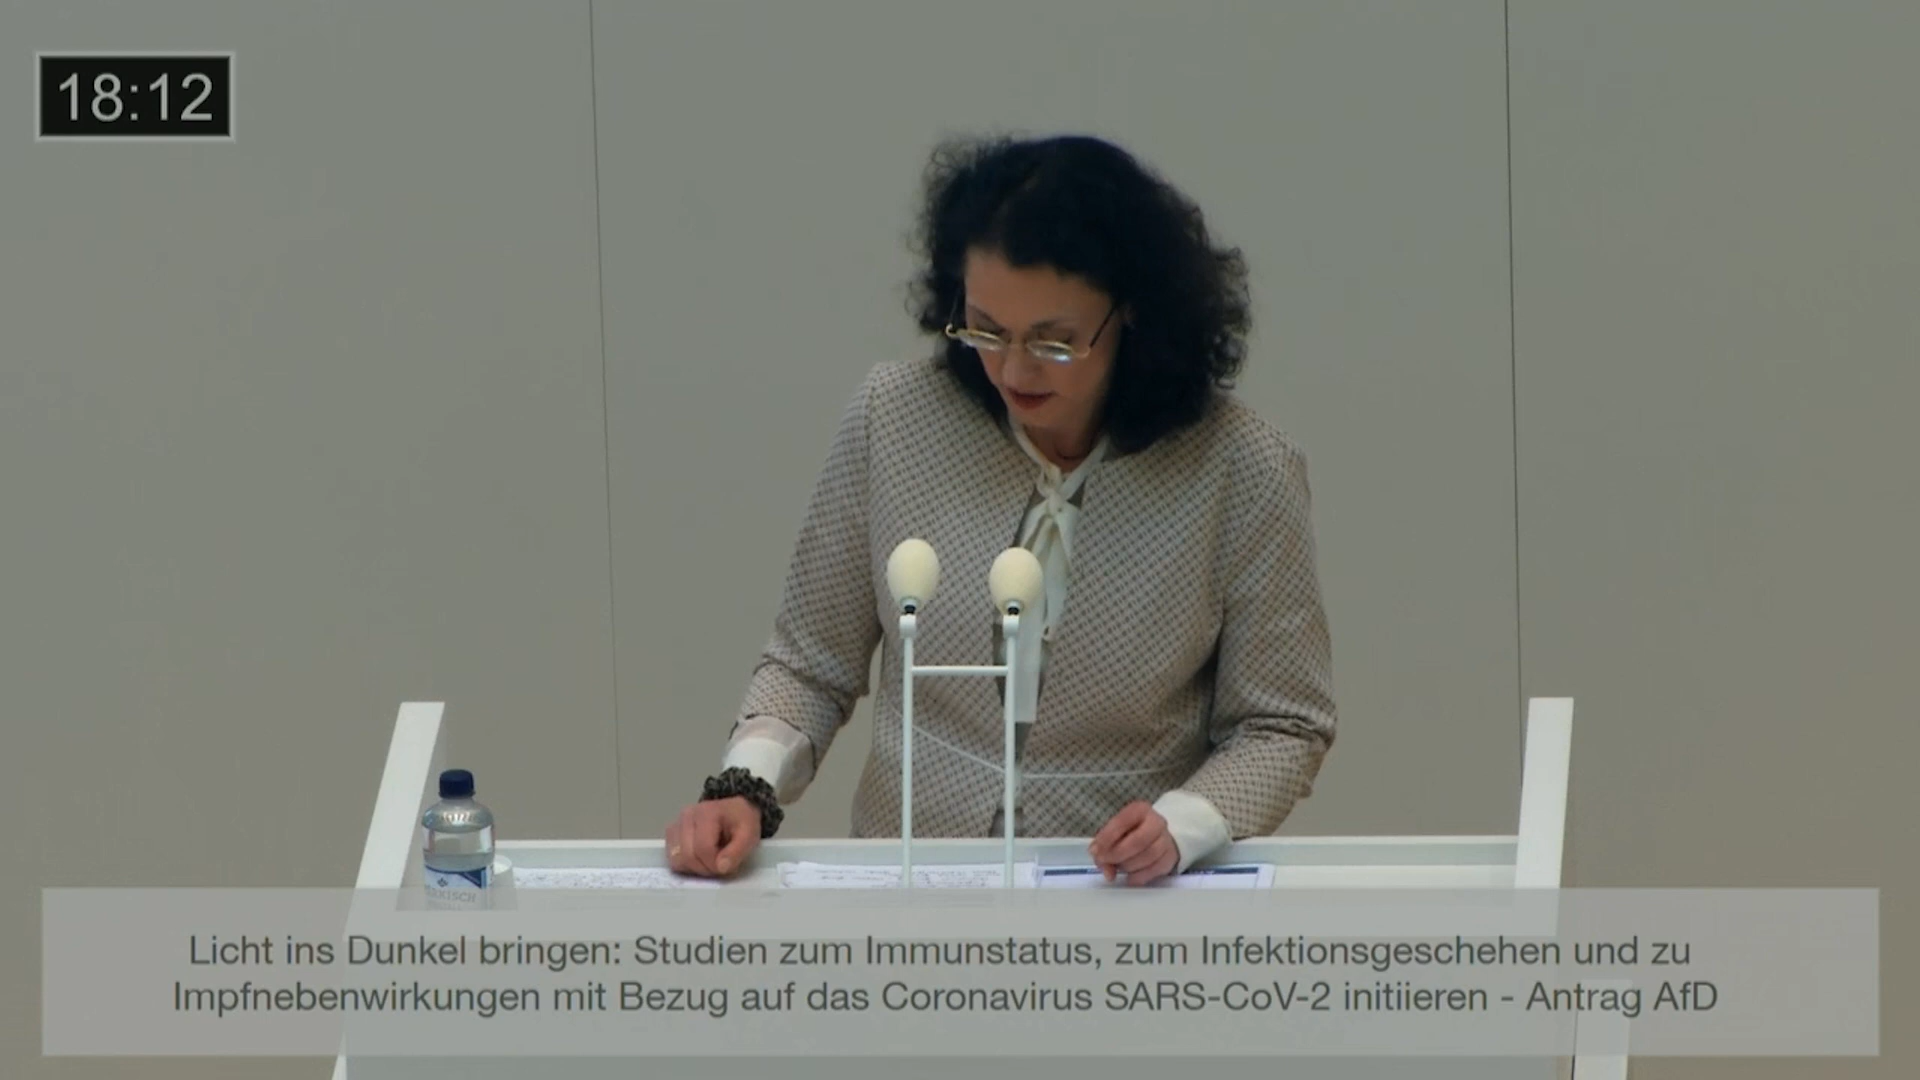 18:12
Licht ins Dunkel bringen: Studien zum Immunstatus, zum Infektionsgeschehen und zu
Impfnebenwirkungen mit Bezug auf das Coronavirus SARS-CoV-2 initiieren - Antrag AfD